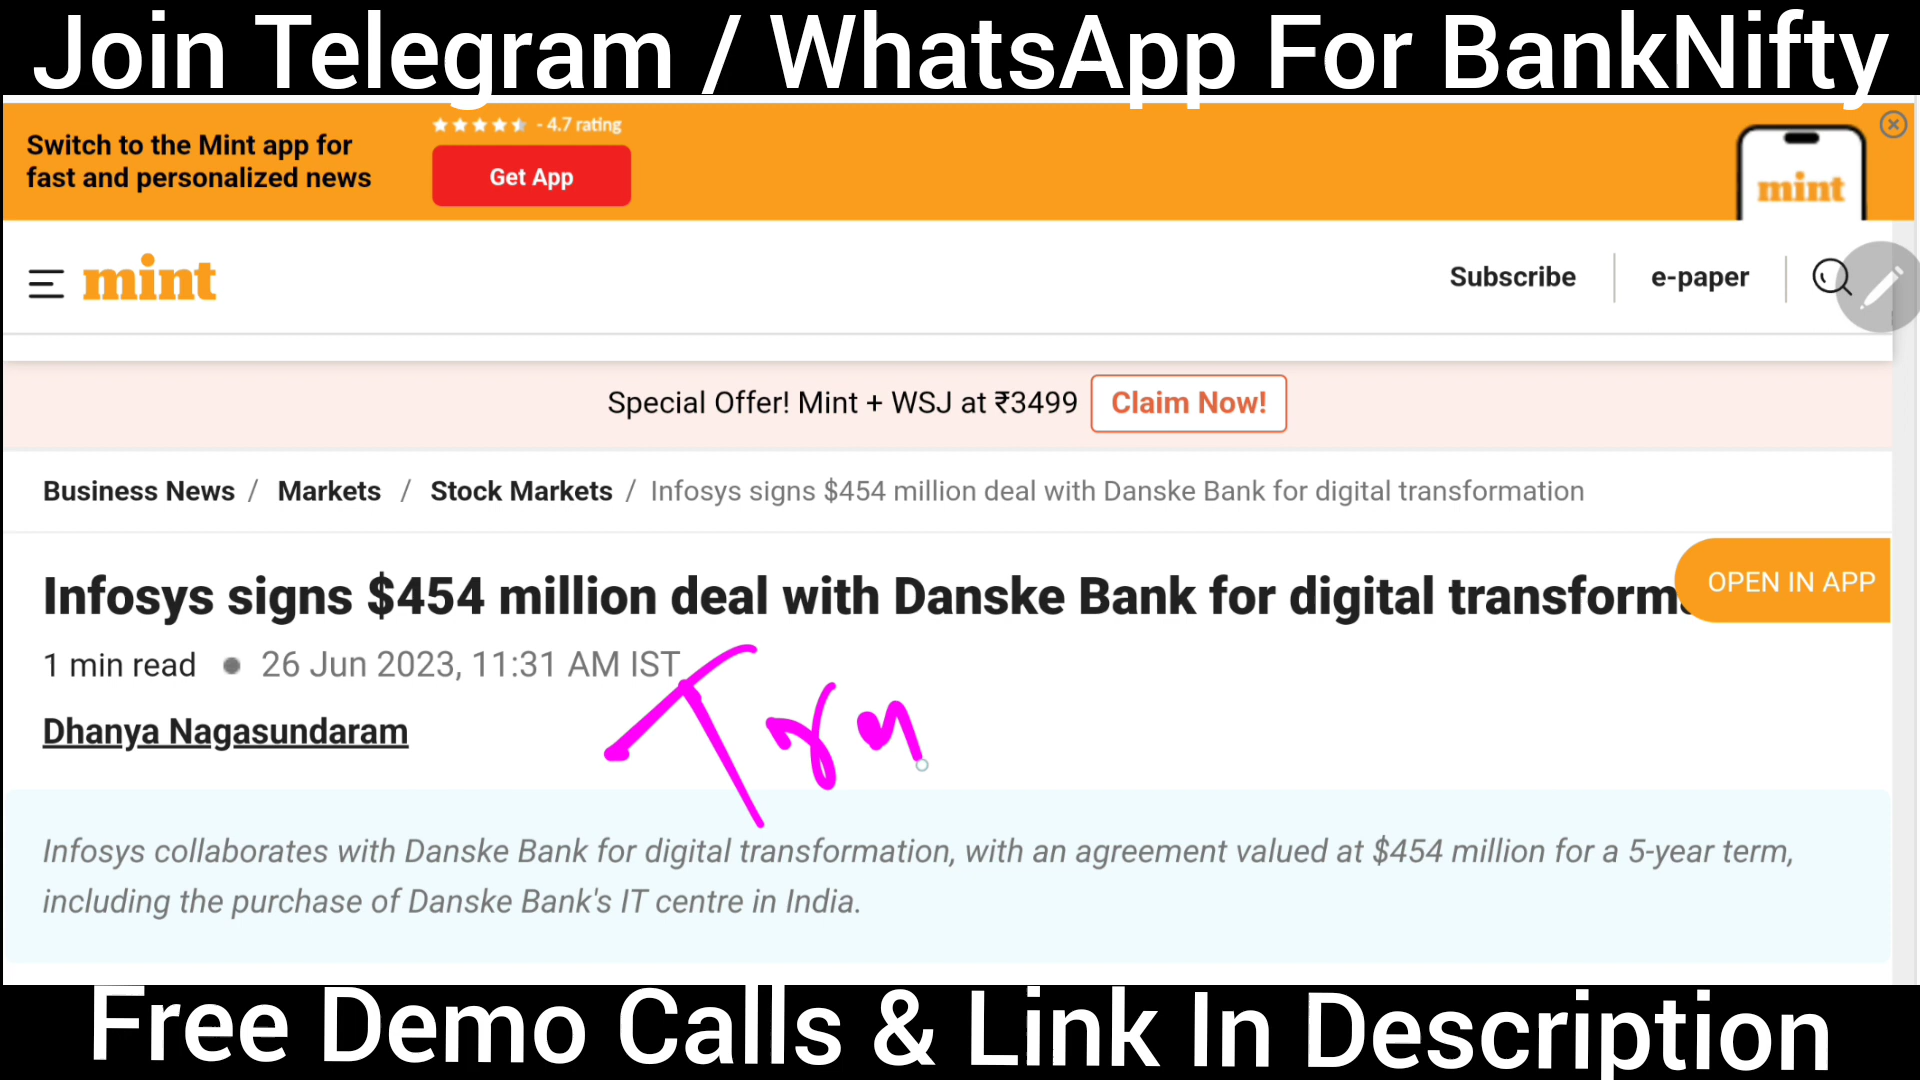 Join Telegram / WhatsApp For BankNifty
Switch to the Mint app for
fast and personalized news
- 4.7 rating
Get App
mint
mint
Subscribe
e-paper
Special Offer! Mint + WSJ at ₹3499 Claim Now!
Business News / Markets / Stock Markets / Infosys signs $454 million deal with Danske Bank for digital transformation
Infosys signs $454 million deal with Danske Bank for digital transform
OPEN IN APP
1 min read • 26 Jun 2023, 11:31 AM IST
Dhanya Nagasundaram
Infosys collaborates with Danske Bank for digital transformation, with an agreement valued at $454 million for a 5-year term,
including the purchase of Danske Bank's IT centre in India.
Free Demo Calls & Link In Description